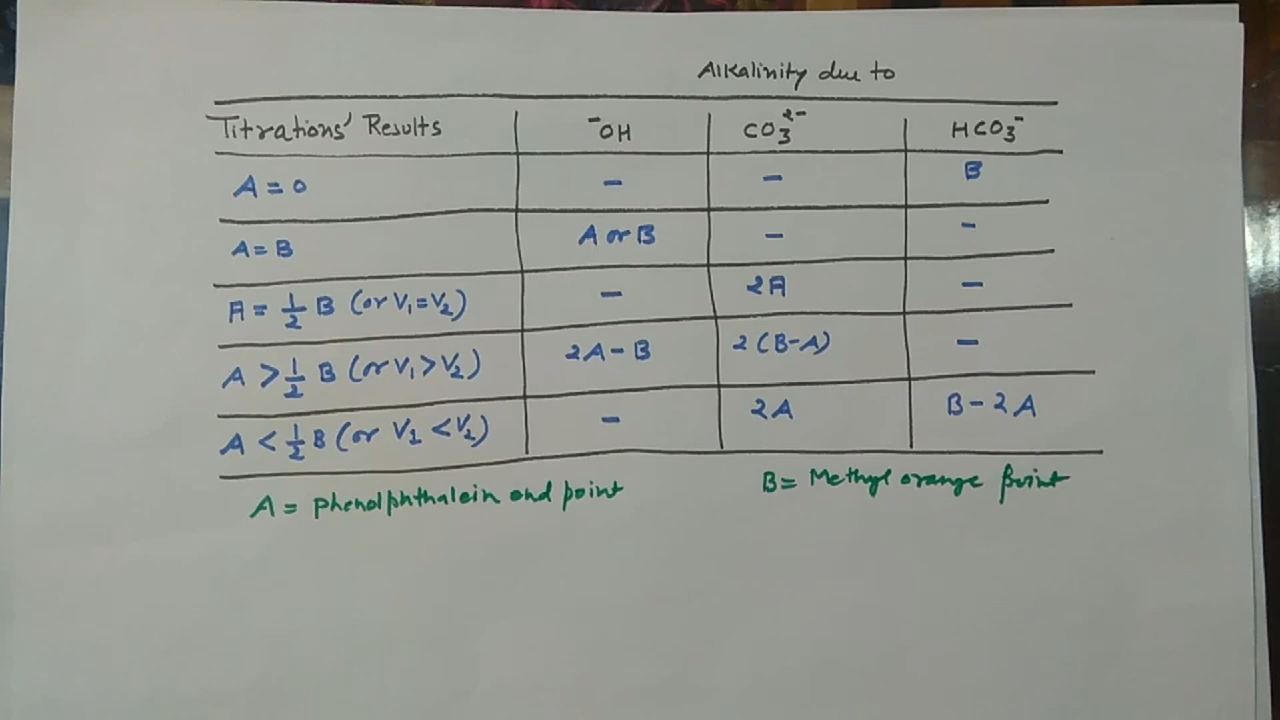 Alkalinity due to
Titrations' Results ⁻OH CO₃²⁻ HCO₃⁻
A = 0 - - B
A = B A or B - -
A = 1/2 B (or V₁ = V₂) - 2A -
A > 1/2 B (or V₁ > V₂) 2A - B 2(B-A) -
A < 1/2 B (or V₁ < V₂) - 2A B - 2A
A = phenolphthalein end point B = Methyl orange point